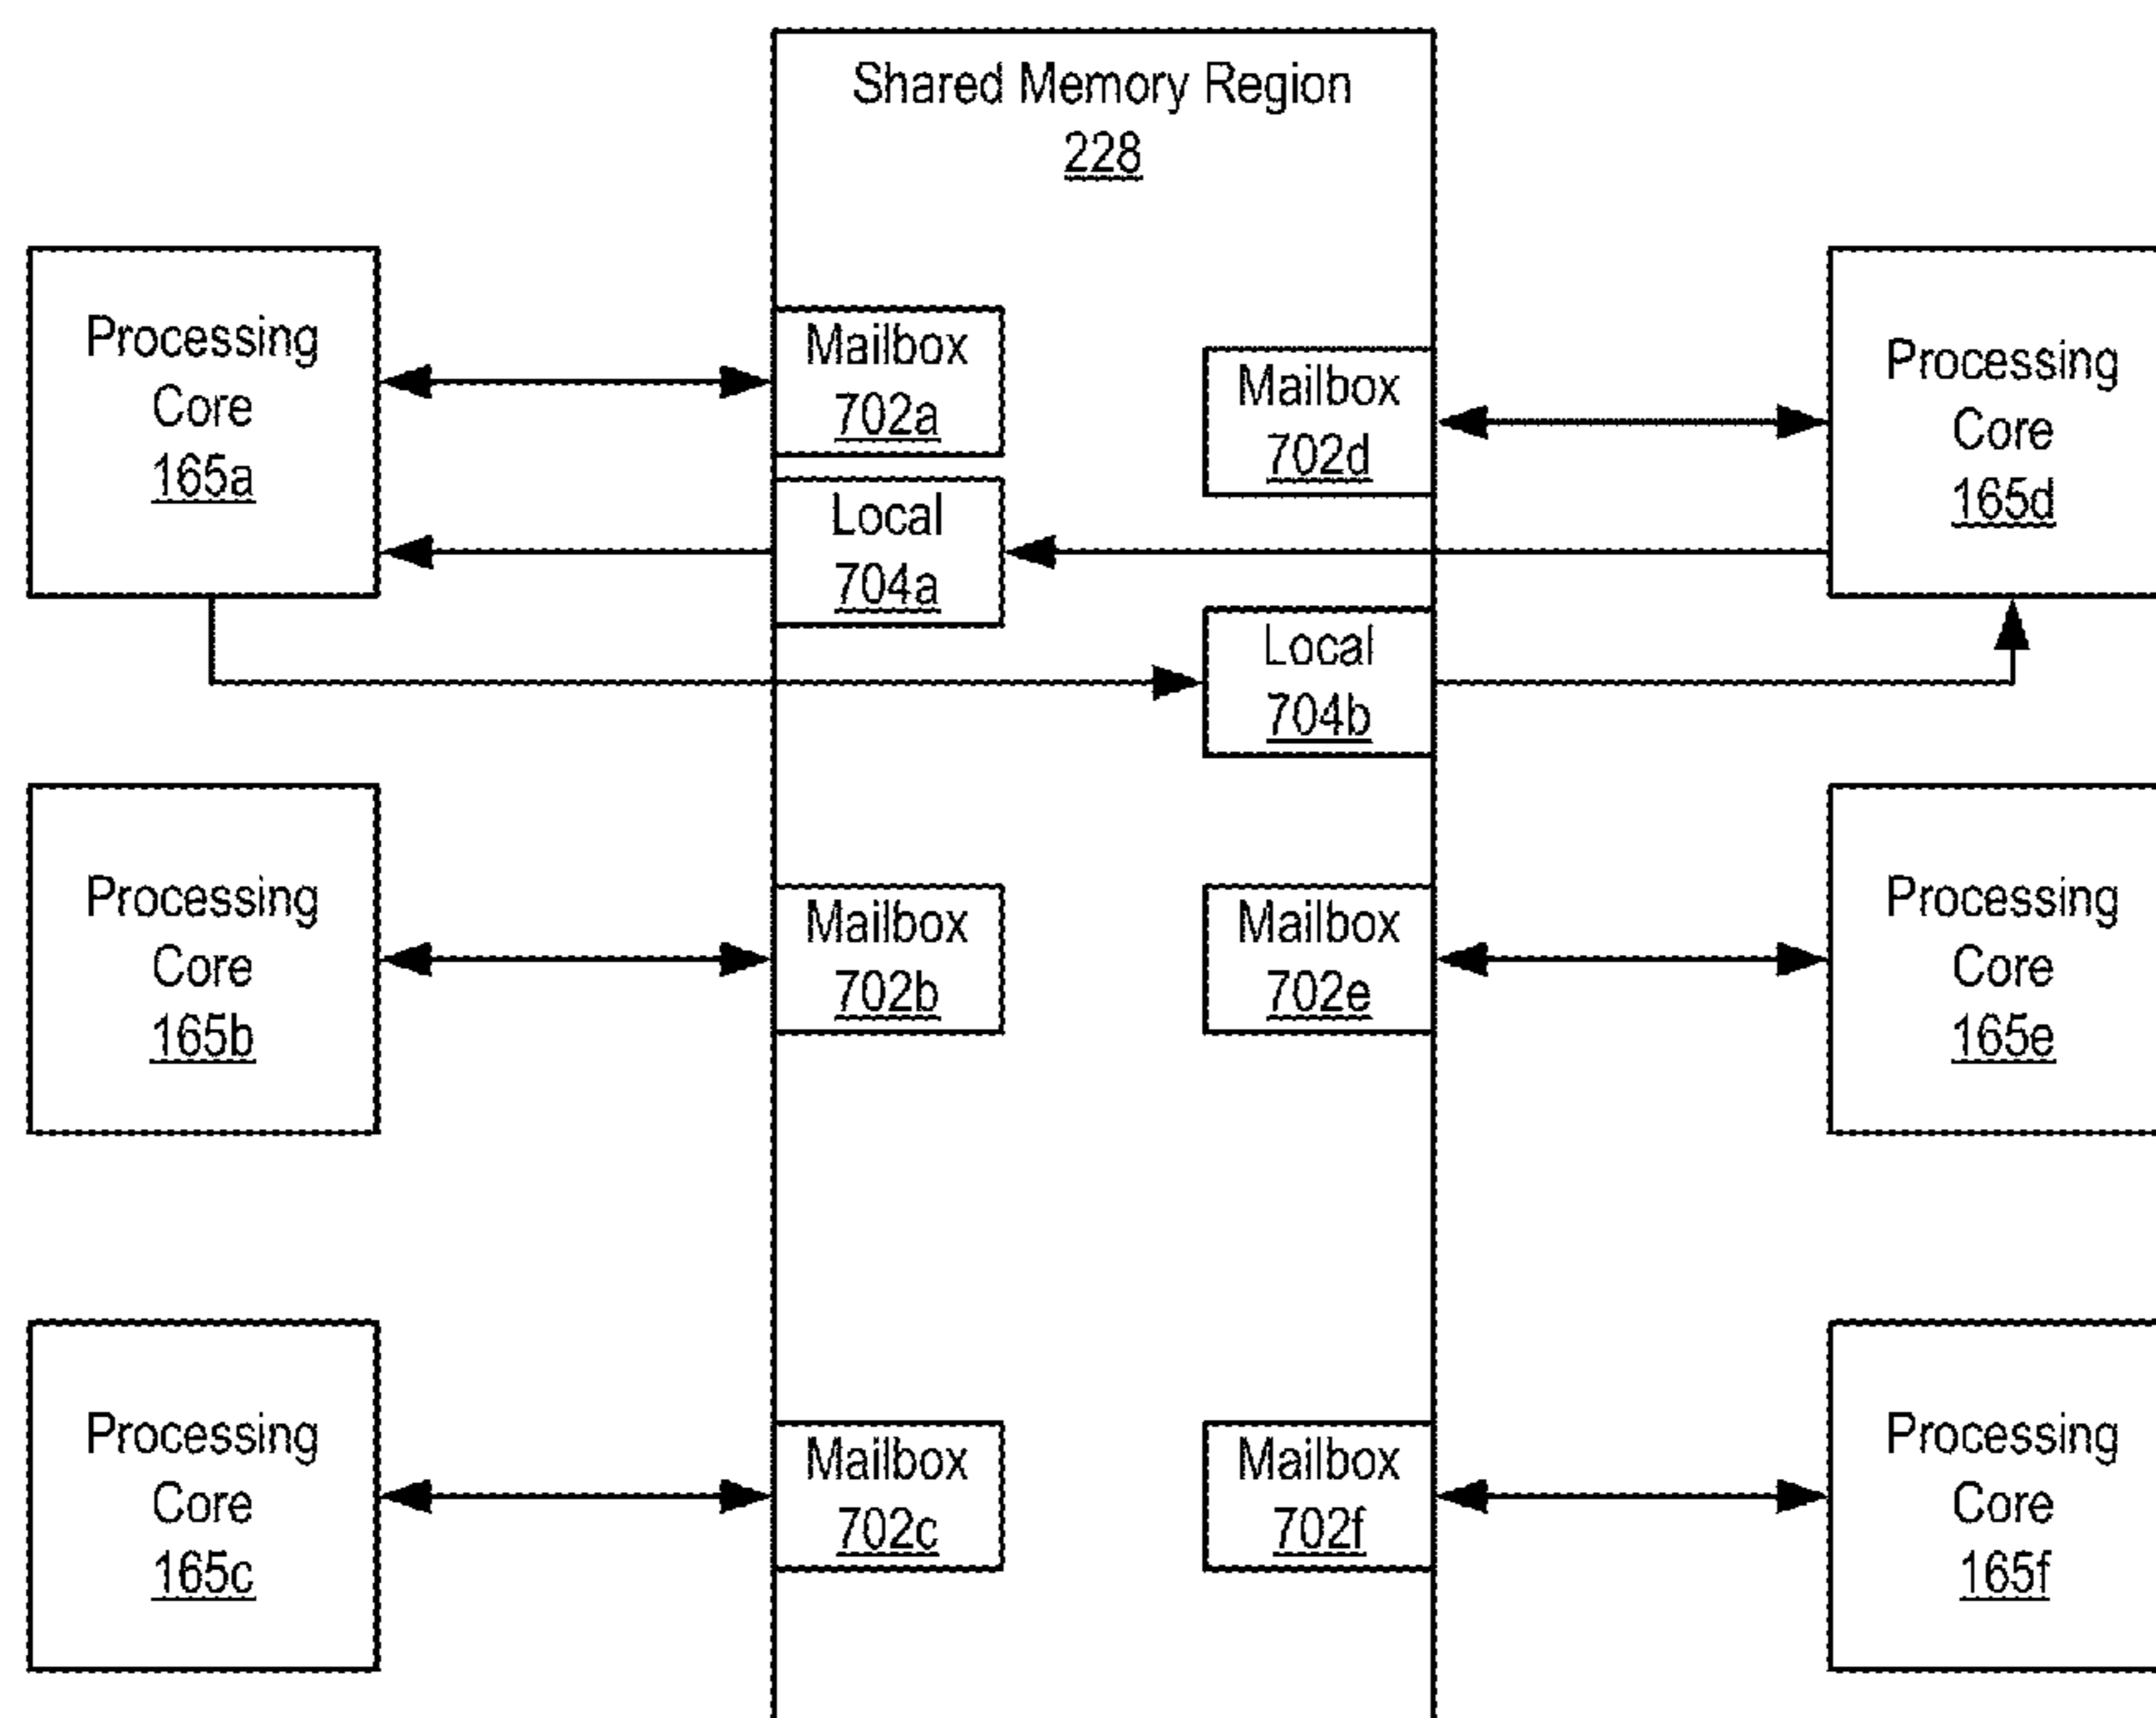 Shared Memory Region
228
Processing
Core
165a
Mailbox
702a
Mailbox
702d
Processing
Core
165d
Local
704a
Local
704b
Processing
Core
165b
Mailbox
702b
Mailbox
702e
Processing
Core
165e
Processing
Core
165c
Mailbox
702c
Mailbox
702f
Processing
Core
165f